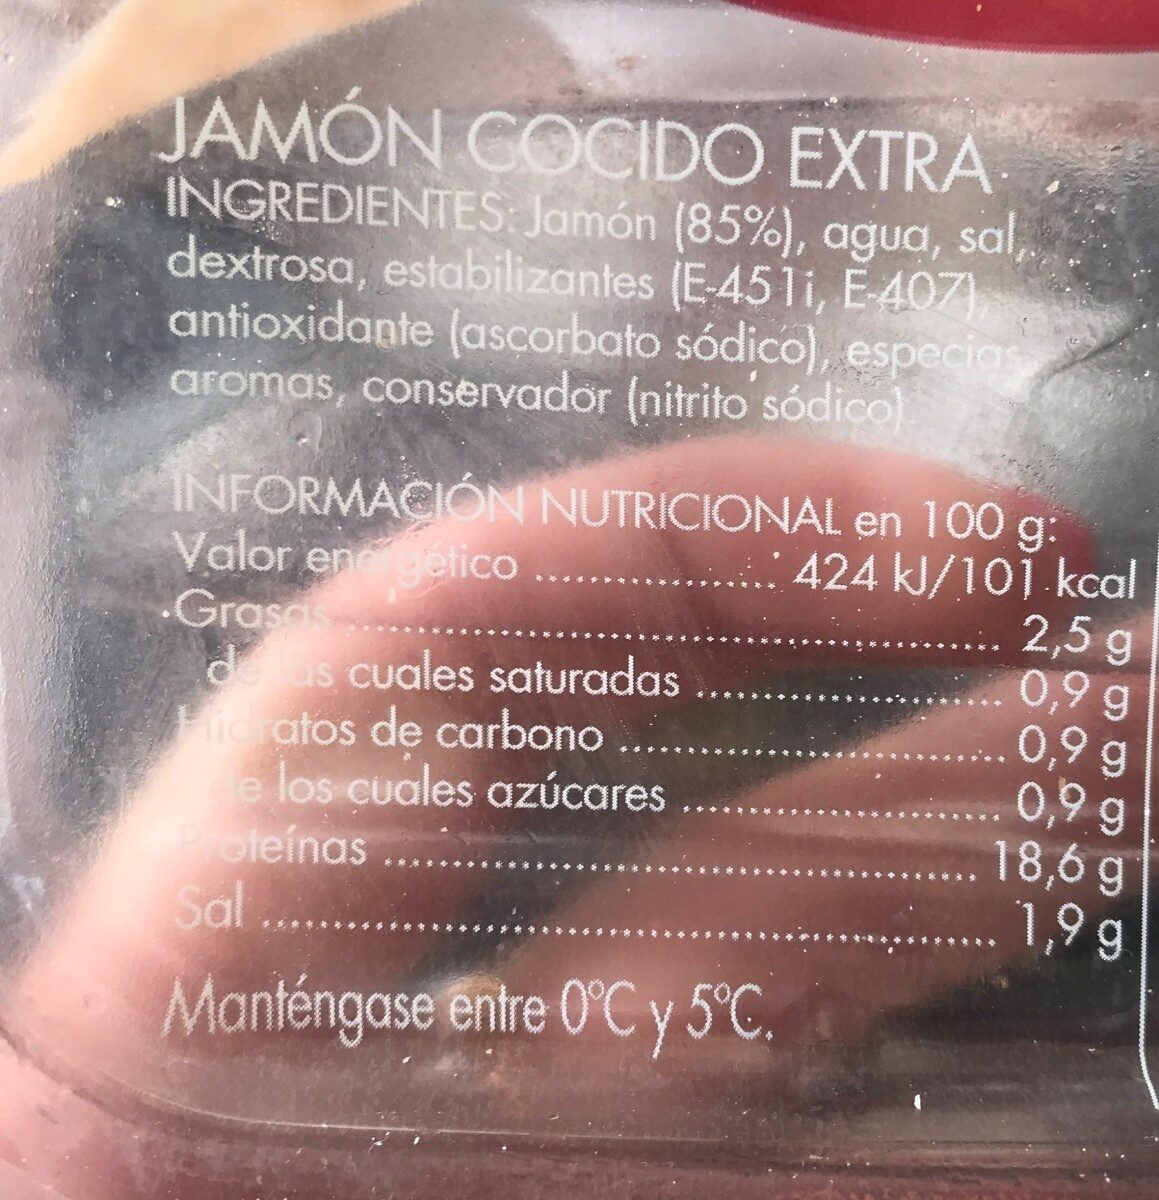 JAMÓN COCIDO EXTRA
INGREDIENTES: Jamón (85%), agua, sal,
dextrosa, estabilizantes (E-451i, E-407),
antioxidante (ascorbato sódico), especias,
aromas, conservador (nitrito sódico)
INFORMACIÓN NUTRICIONAL en 100 g:
Valor energético ................ 424 kJ/101 kcal
Grasas ................ 2,5 g
de las cuales saturadas ................ 0,9 g
Hidratos de carbono ................ 0,9 g
de los cuales azúcares ................ 0,9 g
Proteínas ................ 18,6 g
Sal ................ 1,9 g
Manténgase entre 0°C y 5°C.